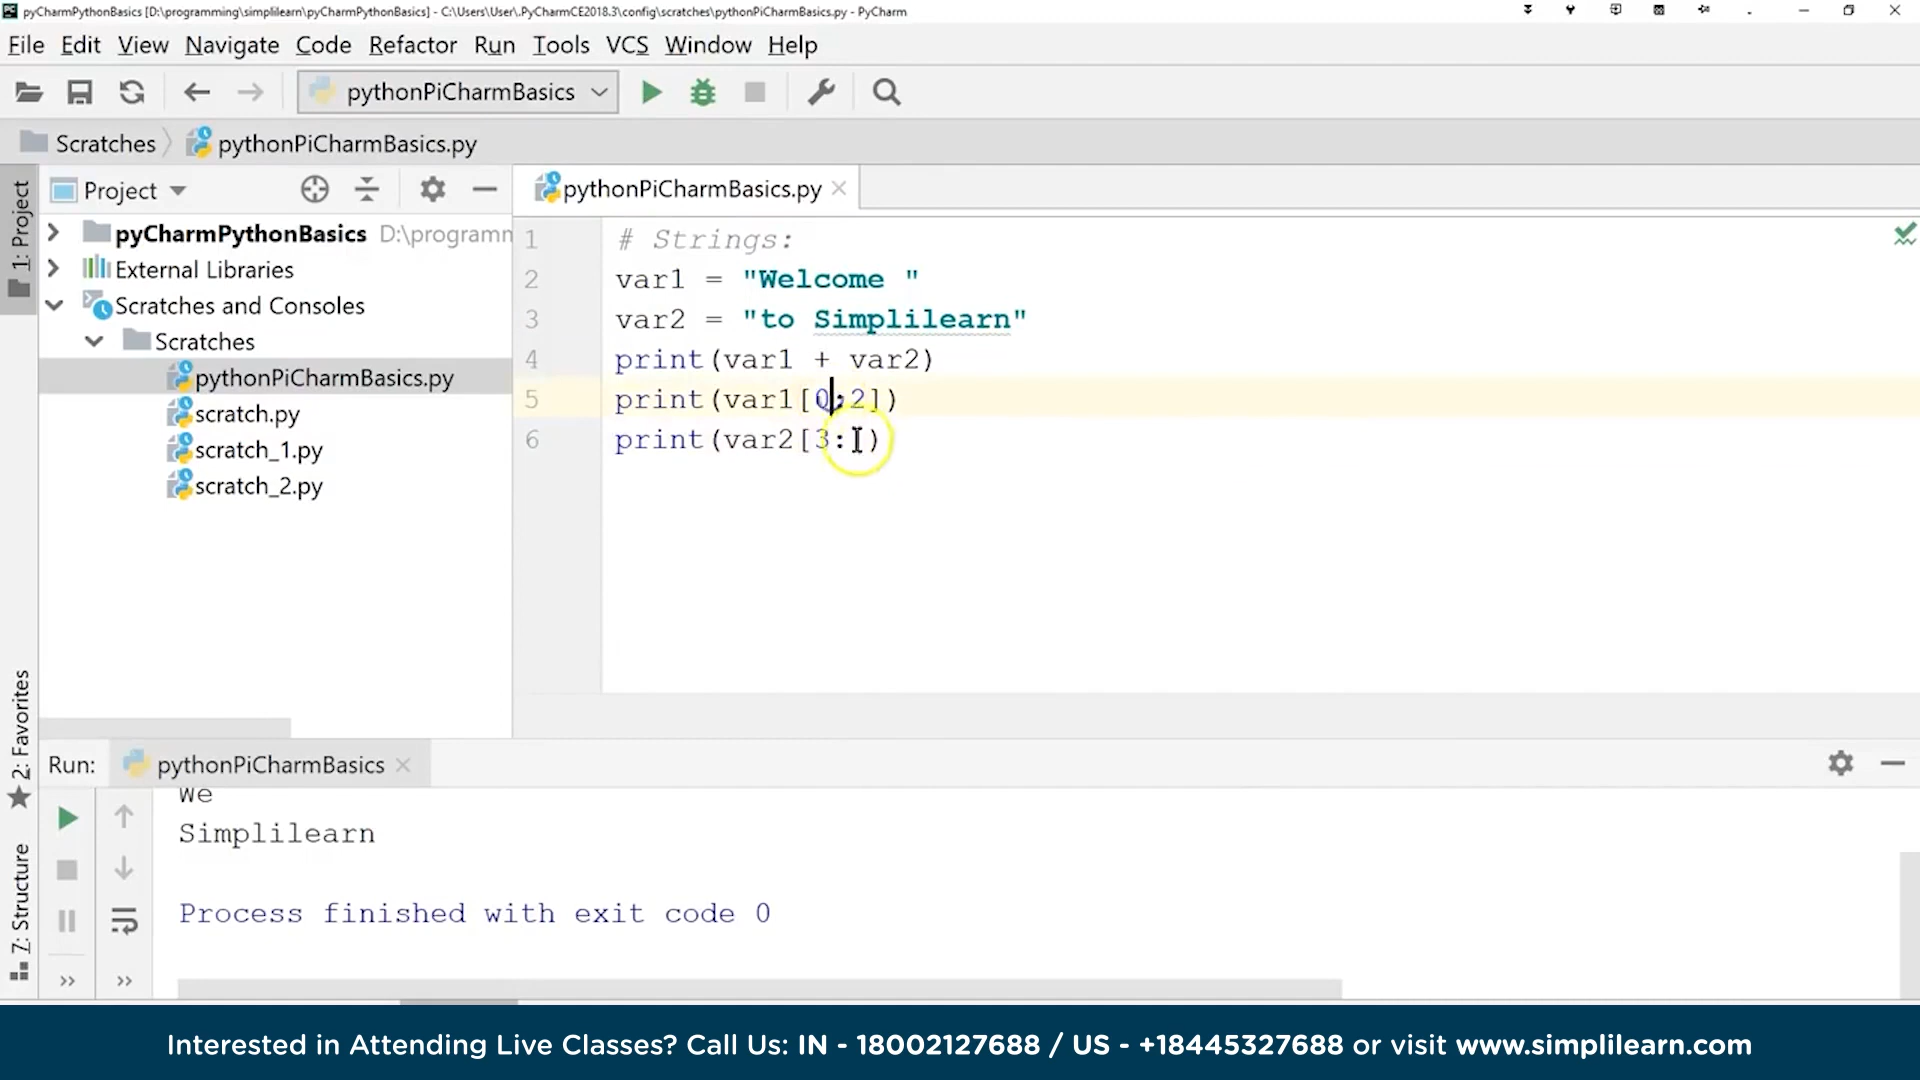 pyCharmPythonBasics [D:\programming\simplilearn\pyCharmPythonBasics] - C:\Users\User\.PyCharmCE2018.3\config\scratches\pythonPiCharmBasics.py - PyCharm
File Edit View Navigate Code Refactor Run Tools VCS Window Help
pythonPiCharmBasics
Scratches pythonPiCharmBasics.py
1: Project
Project
pythonPiCharmBasics.py
pyCharmPythonBasics D:\programm
External Libraries
Scratches and Consoles
Scratches
pythonPiCharmBasics.py
scratch.py
scratch_1.py
scratch_2.py
1 # Strings:
2 var1 = "Welcome "
3 var2 = "to Simplilearn"
4 print(var1 + var2)
5 print(var1[0:2])
6 print(var2[3:])
2: Favorites
Z: Structure
Run: pythonPiCharmBasics
We
Simplilearn
Process finished with exit code 0
Interested in Attending Live Classes? Call Us: IN - 18002127688 / US - +18445327688 or visit www.simplilearn.com